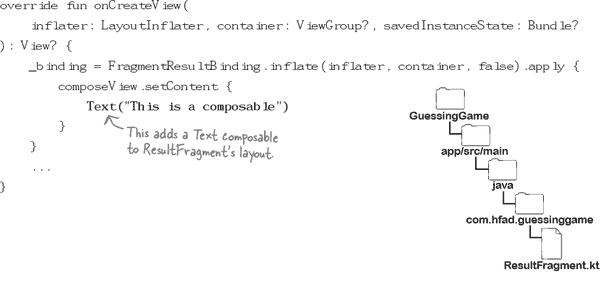 override fun onCreateView(
inflater: LayoutInflater, container: ViewGroup?, savedInstanceState: Bundle?
): View? {
_binding = FragmentResultBinding.inflate(inflater, container, false).apply {
composeView.setContent {
Text("This is a composable")
}
}
...
}
This adds a Text composable
to ResultFragment's layout.
GuessingGame
app/src/main
java
com.hfad.guessinggame
ResultFragment.kt